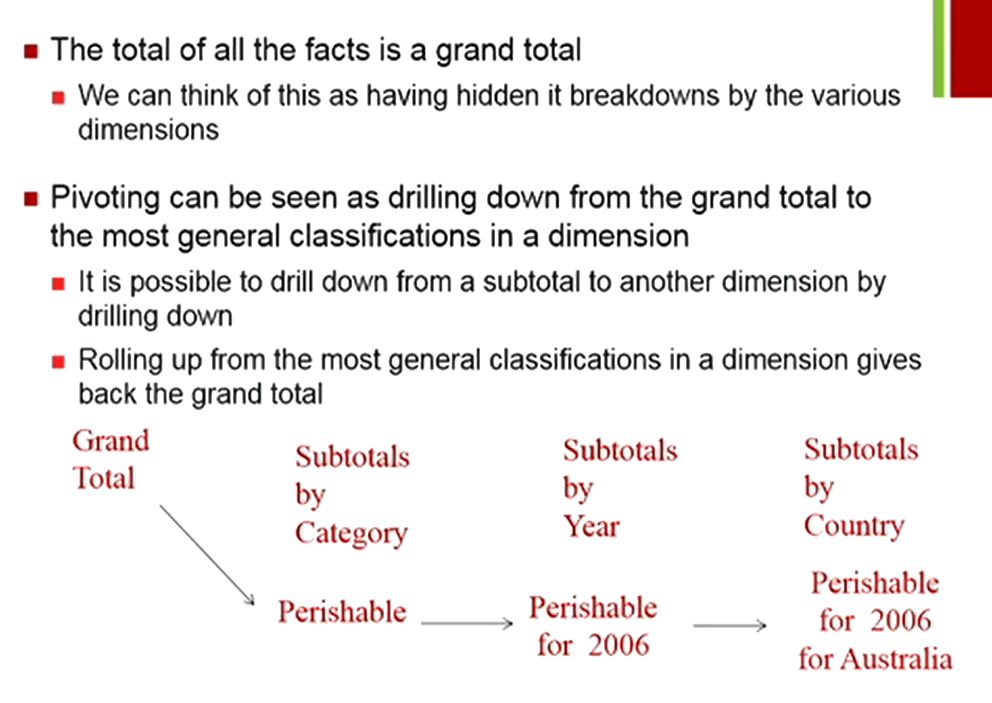 The total of all the facts is a grand total
We can think of this as having hidden it breakdowns by the various
dimensions
Pivoting can be seen as drilling down from the grand total to
the most general classifications in a dimension
It is possible to drill down from a subtotal to another dimension by
drilling down
Rolling up from the most general classifications in a dimension gives
back the grand total
Grand
Total
Subtotals
by
Category
Subtotals
by
Year
Subtotals
by
Country
Perishable
Perishable
for 2006
Perishable
for 2006
for Australia